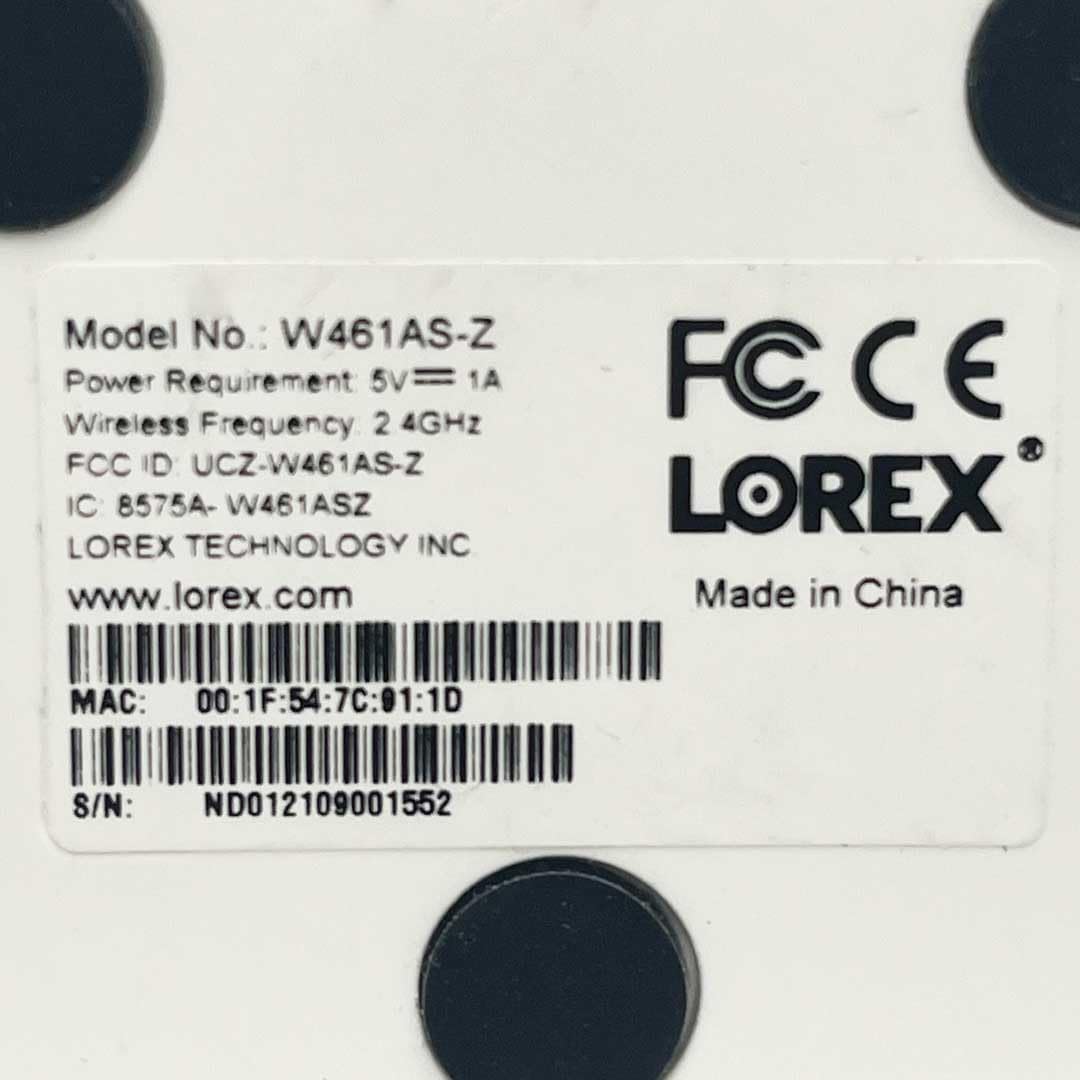 Model No.: W461AS-Z
Power Requirement: 5V⎓ 1A
Wireless Frequency: 2.4GHz
FCC ID: UCZ-W461AS-Z
IC: 8575A- W461ASZ
LOREX TECHNOLOGY INC
www.lorex.com
MAC: 00:1F:54:7C:91:1D
S/N: ND012109001552
FC CE
LOREX®
Made in China